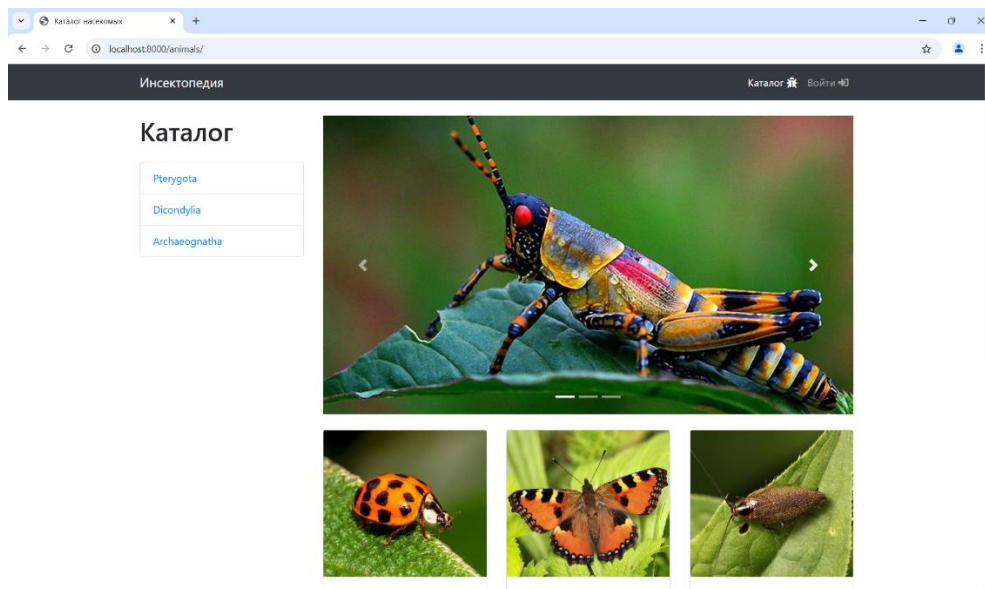 Каталог насекомых
localhost:8000/animals/
Инсектопедия
Каталог
Войти
Каталог
Pterygota
Dicondylia
Archaeognatha